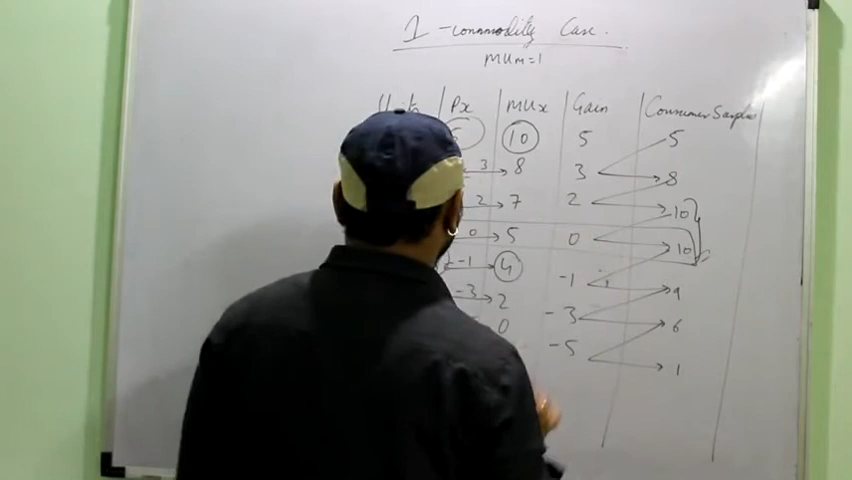 1 - commodity Case.
MUm = 1
Units Px MUx Gain Consumer Surplus
10 5 5
3 8 3 8
2 7 2 10
0 5 0 10
-1 4 -1 9
-3 2 -3 6
0 -5 1